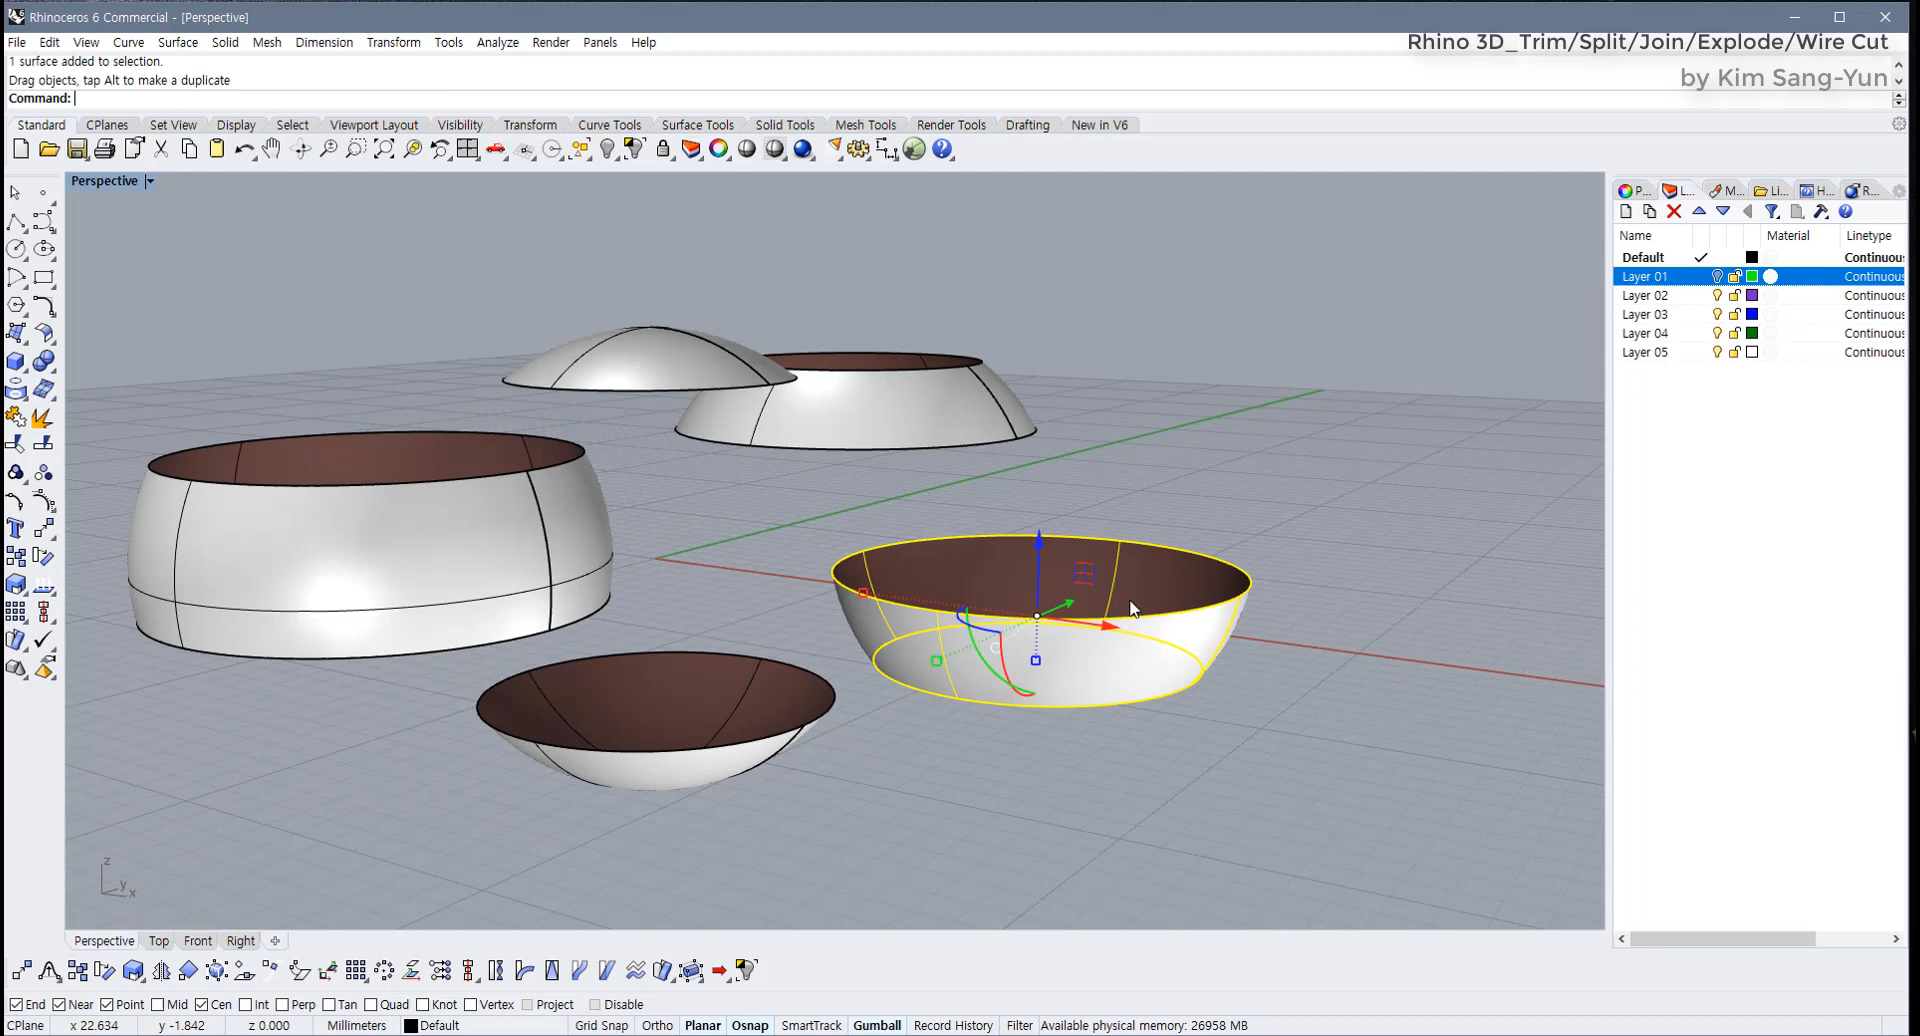 Rhinoceros 6 Commercial - [Perspective]
File Edit View Curve Surface Solid Mesh Dimension Transform Tools Analyze Render Panels Help
Rhino 3D_Trim/Split/Join/Explode/Wire Cut
by Kim Sang-Yun
1 surface added to selection.
Drag objects, tap Alt to make a duplicate
Command:
Standard CPlanes Set View Display Select Viewport Layout Visibility Transform Curve Tools Surface Tools Solid Tools Mesh Tools Render Tools Drafting New in V6
Perspective
P... L... M... Li... H... R...
Name Material Linetype
Default Continuou
Layer 01 Continuous
Layer 02 Continuous
Layer 03 Continuous
Layer 04 Continuous
Layer 05 Continuous
z
y
x
Perspective Top Front Right
End Near Point Mid Cen Int Perp Tan Quad Knot Vertex Project Disable
CPlane x 22.634 y -1.842 z 0.000 Millimeters Default Grid Snap Ortho Planar Osnap SmartTrack Gumball Record History Filter Available physical memory: 26958 MB